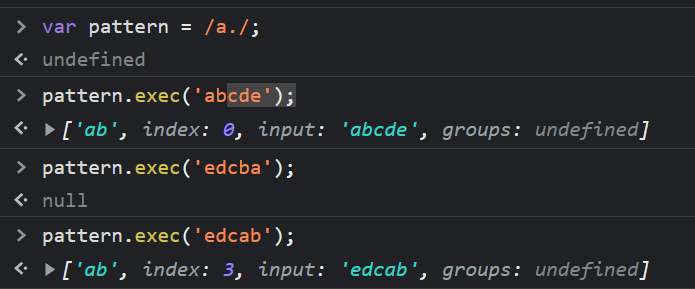 > var pattern = /a./;
< undefined
> pattern.exec('abcde');
< ▶ ['ab', index: 0, input: 'abcde', groups: undefined]
> pattern.exec('edcba');
< null
> pattern.exec('edcab');
< ▶ ['ab', index: 3, input: 'edcab', groups: undefined]